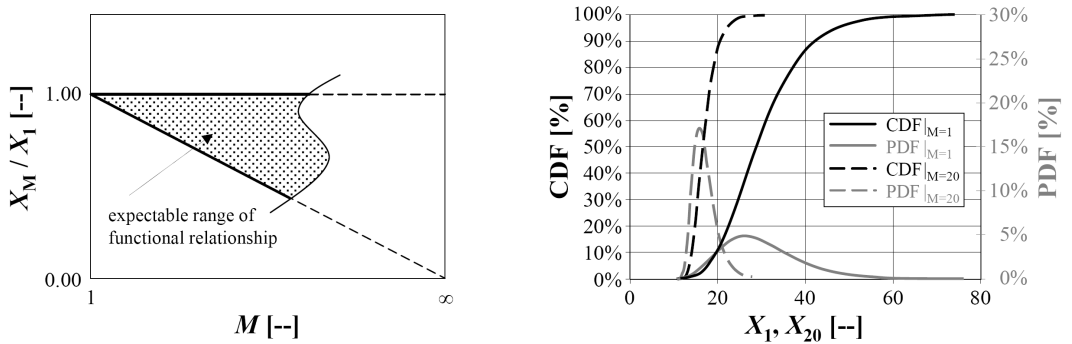 1.00
0.00
1
∞
X_M / X_1 [--]
M [--]
expectable range of
functional relationship
100%
90%
80%
70%
60%
50%
40%
30%
20%
10%
0%
CDF [%]
30%
25%
20%
15%
10%
5%
0%
PDF [%]
CDF|M=1
PDF|M=1
CDF|M=20
PDF|M=20
0 20 40 60 80
X_1, X_20 [--]